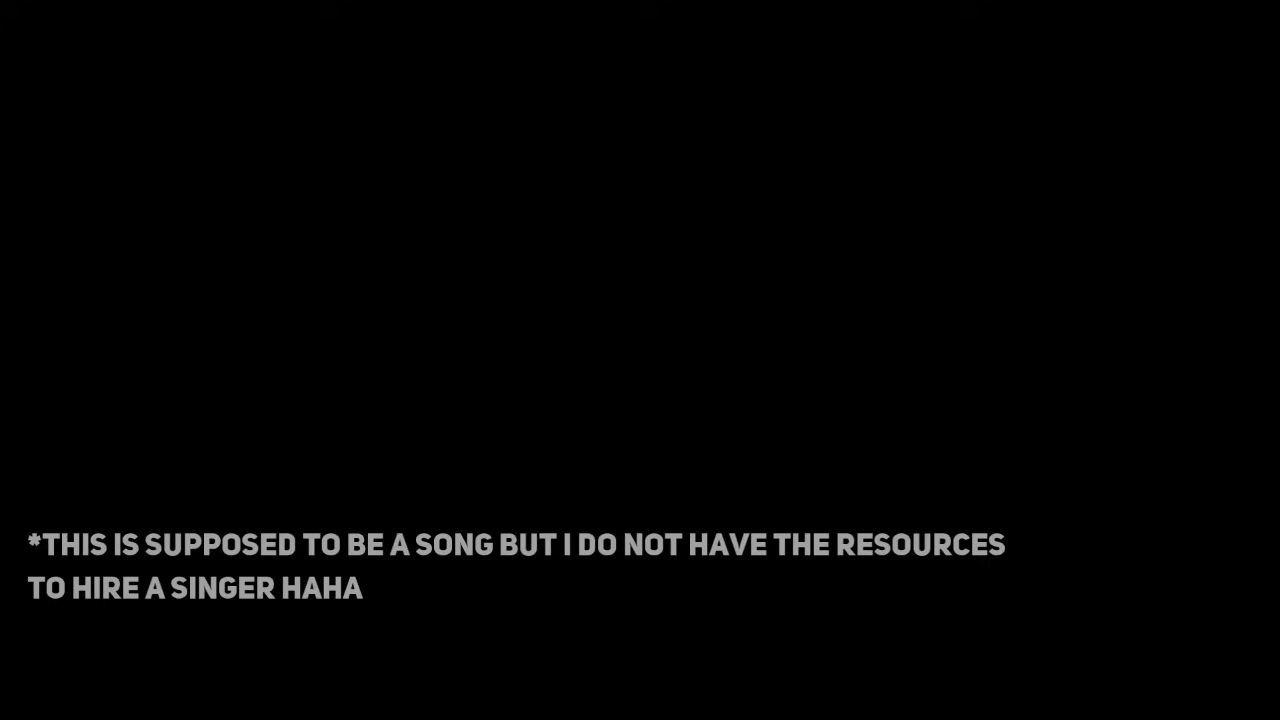 *THIS IS SUPPOSED TO BE A SONG BUT I DO NOT HAVE THE RESOURCES
TO HIRE A SINGER HAHA